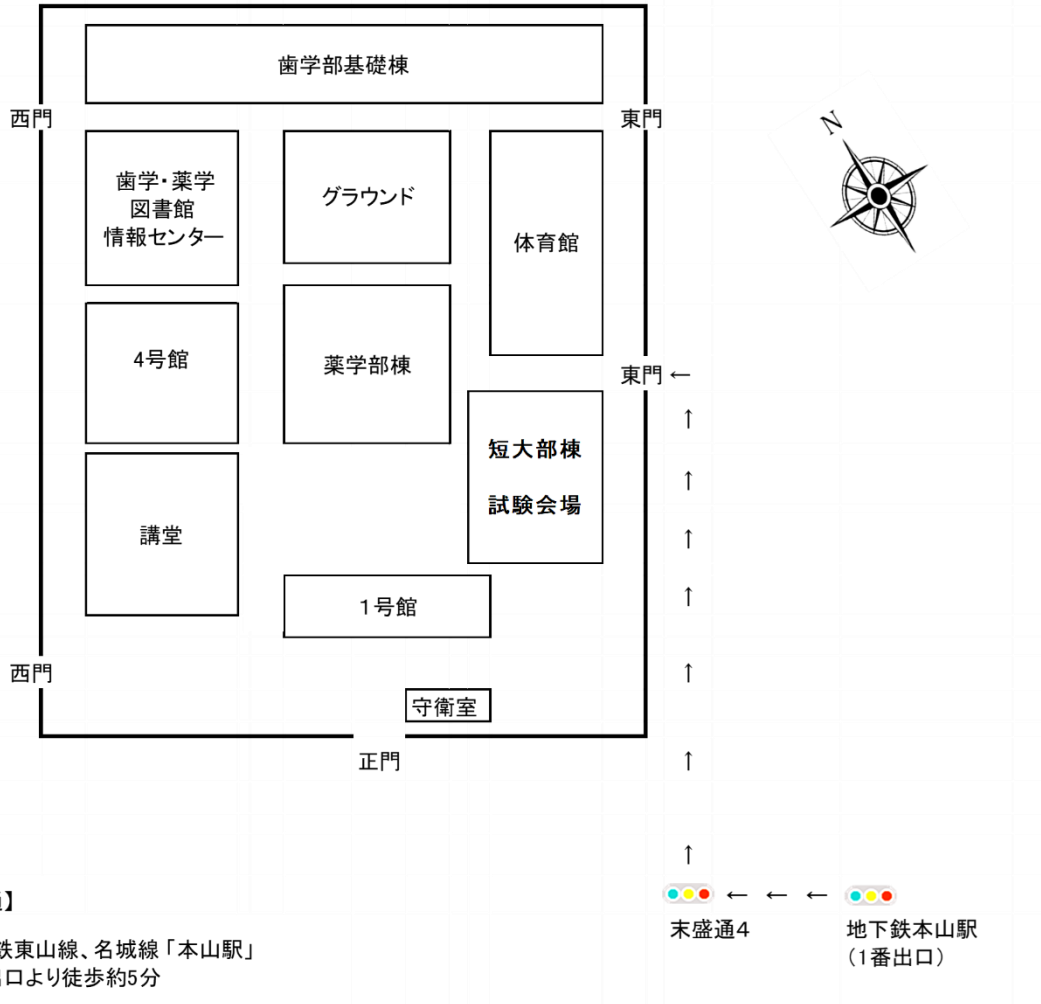 歯学部基礎棟
西門
東門
N
歯学・薬学
図書館
情報センター
グラウンド
体育館
4号館
薬学部棟
東門 ←
↑
短大部棟
試験会場
↑
↑
↑
講堂
1号館
西門
↑
守衛室
正門
↑
↑
← ← ←
末盛通4
地下鉄本山駅
(1番出口)
】
鉄東山線、名城線「本山駅」
口より徒歩約5分